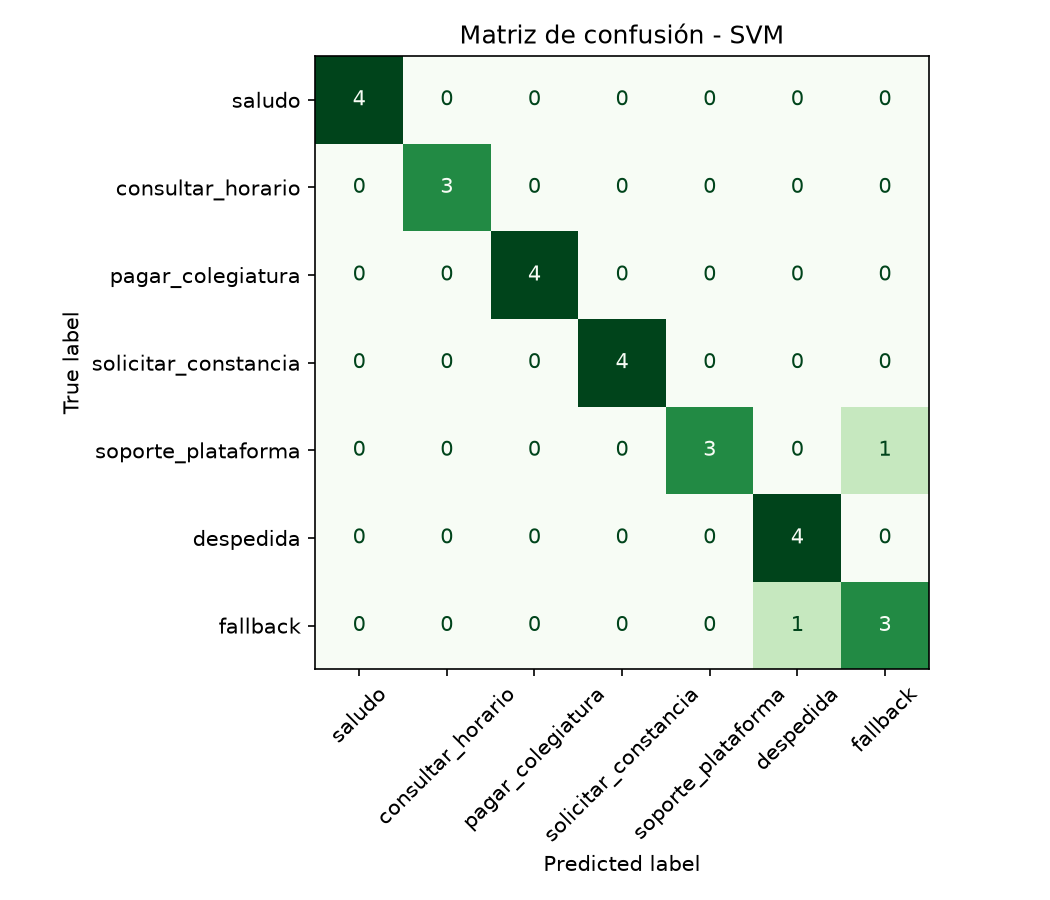 Matriz de confusión - SVM
saludo 4 0 0 0 0 0 0
consultar_horario 0 3 0 0 0 0 0
pagar_colegiatura 0 0 4 0 0 0 0
solicitar_constancia 0 0 0 4 0 0 0
soporte_plataforma 0 0 0 0 3 0 1
despedida 0 0 0 0 0 4 0
fallback 0 0 0 0 0 1 3
True label
saludo
consultar_horario
pagar_colegiatura
solicitar_constancia
soporte_plataforma
despedida
fallback
Predicted label